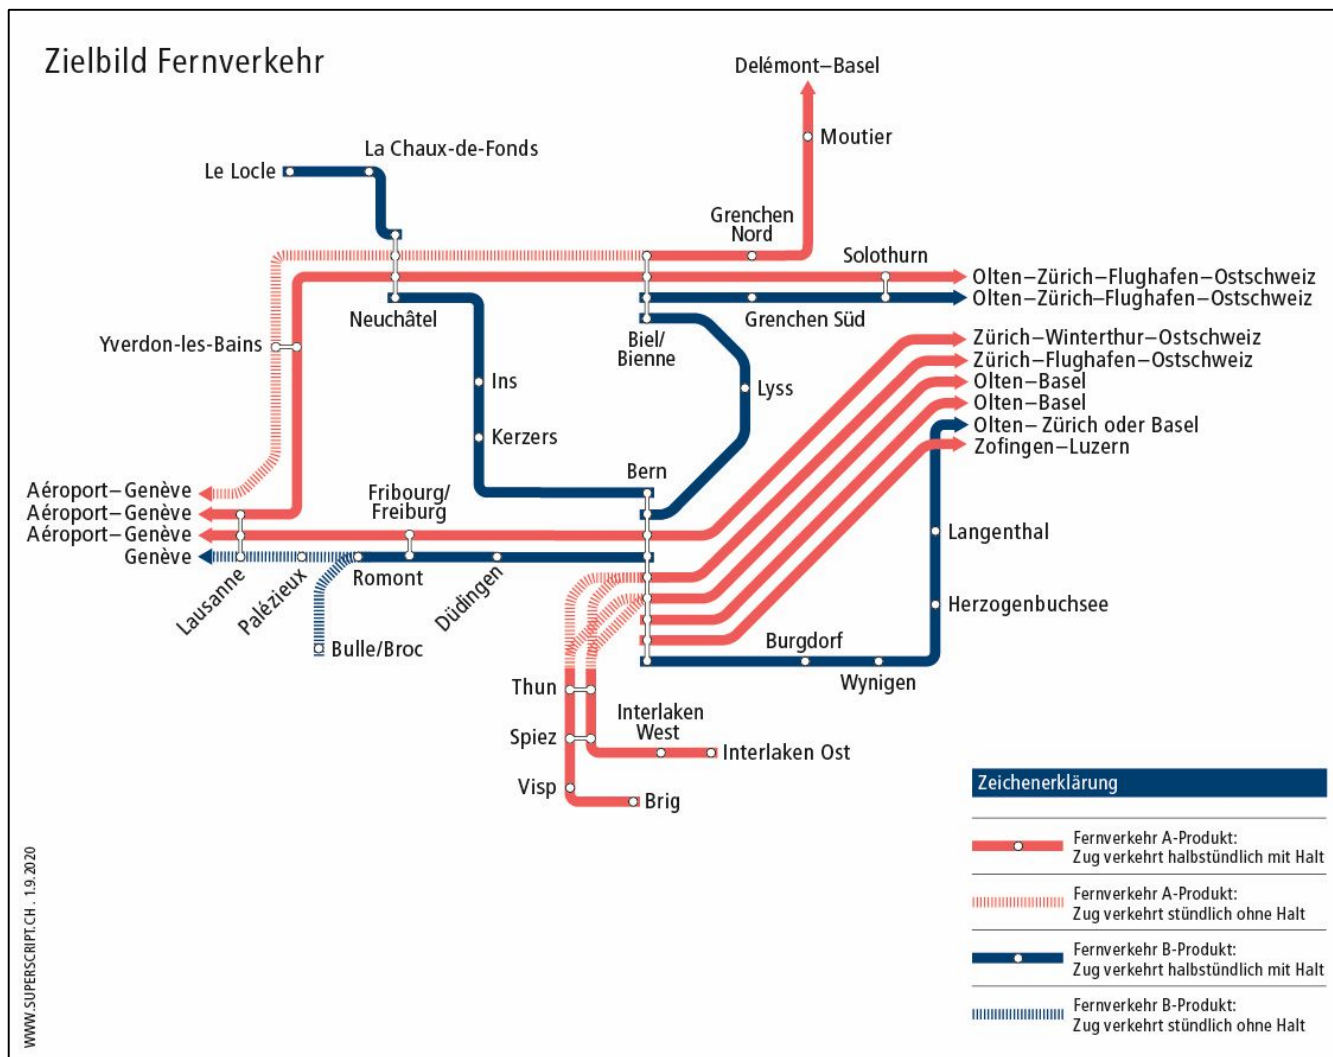 Zielbild Fernverkehr
Delémont–Basel
Moutier
La Chaux-de-Fonds
Le Locle
Grenchen
Nord
Solothurn
Olten–Zürich–Flughafen–Ostschweiz
Olten–Zürich–Flughafen–Ostschweiz
Neuchâtel
Grenchen Süd
Yverdon-les-Bains
Biel/
Bienne
Zürich–Winterthur–Ostschweiz
Zürich–Flughafen–Ostschweiz
Olten–Basel
Olten–Basel
Olten–Zürich oder Basel
Zofingen–Luzern
Ins
Lyss
Kerzers
Bern
Fribourg/
Freiburg
Aéroport–Genève
Aéroport–Genève
Aéroport–Genève
Genève
Langenthal
Lausanne
Palézieux
Romont
Düdingen
Herzogenbuchsee
Bulle/Broc
Burgdorf
Wynigen
Thun
Interlaken
West
Spiez
Interlaken Ost
Visp
Brig
Zeichenerklärung
Fernverkehr A-Produkt:
Zug verkehrt halbstündlich mit Halt
Fernverkehr A-Produkt:
Zug verkehrt stündlich ohne Halt
Fernverkehr B-Produkt:
Zug verkehrt halbstündlich mit Halt
Fernverkehr B-Produkt:
Zug verkehrt stündlich ohne Halt
WWW.SUPERSCRIPT.CH . 1.9.2020